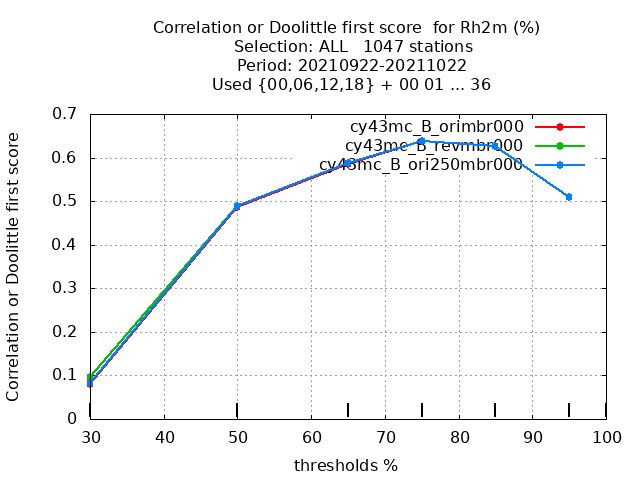 Correlation or Doolittle first score  for Rh2m (%)
Selection: ALL   1047 stations
Period: 20210922-20211022
Used {00,06,12,18} + 00 01 ... 36
Correlation or Doolittle first score
0.7
0.6
0.5
0.4
0.3
0.2
0.1
0
cy43mc_B_orimbr000
cy43mc_B_revmbr000
cy43mc_B_ori250mbr000
30 40 50 60 70 80 90 100
thresholds %